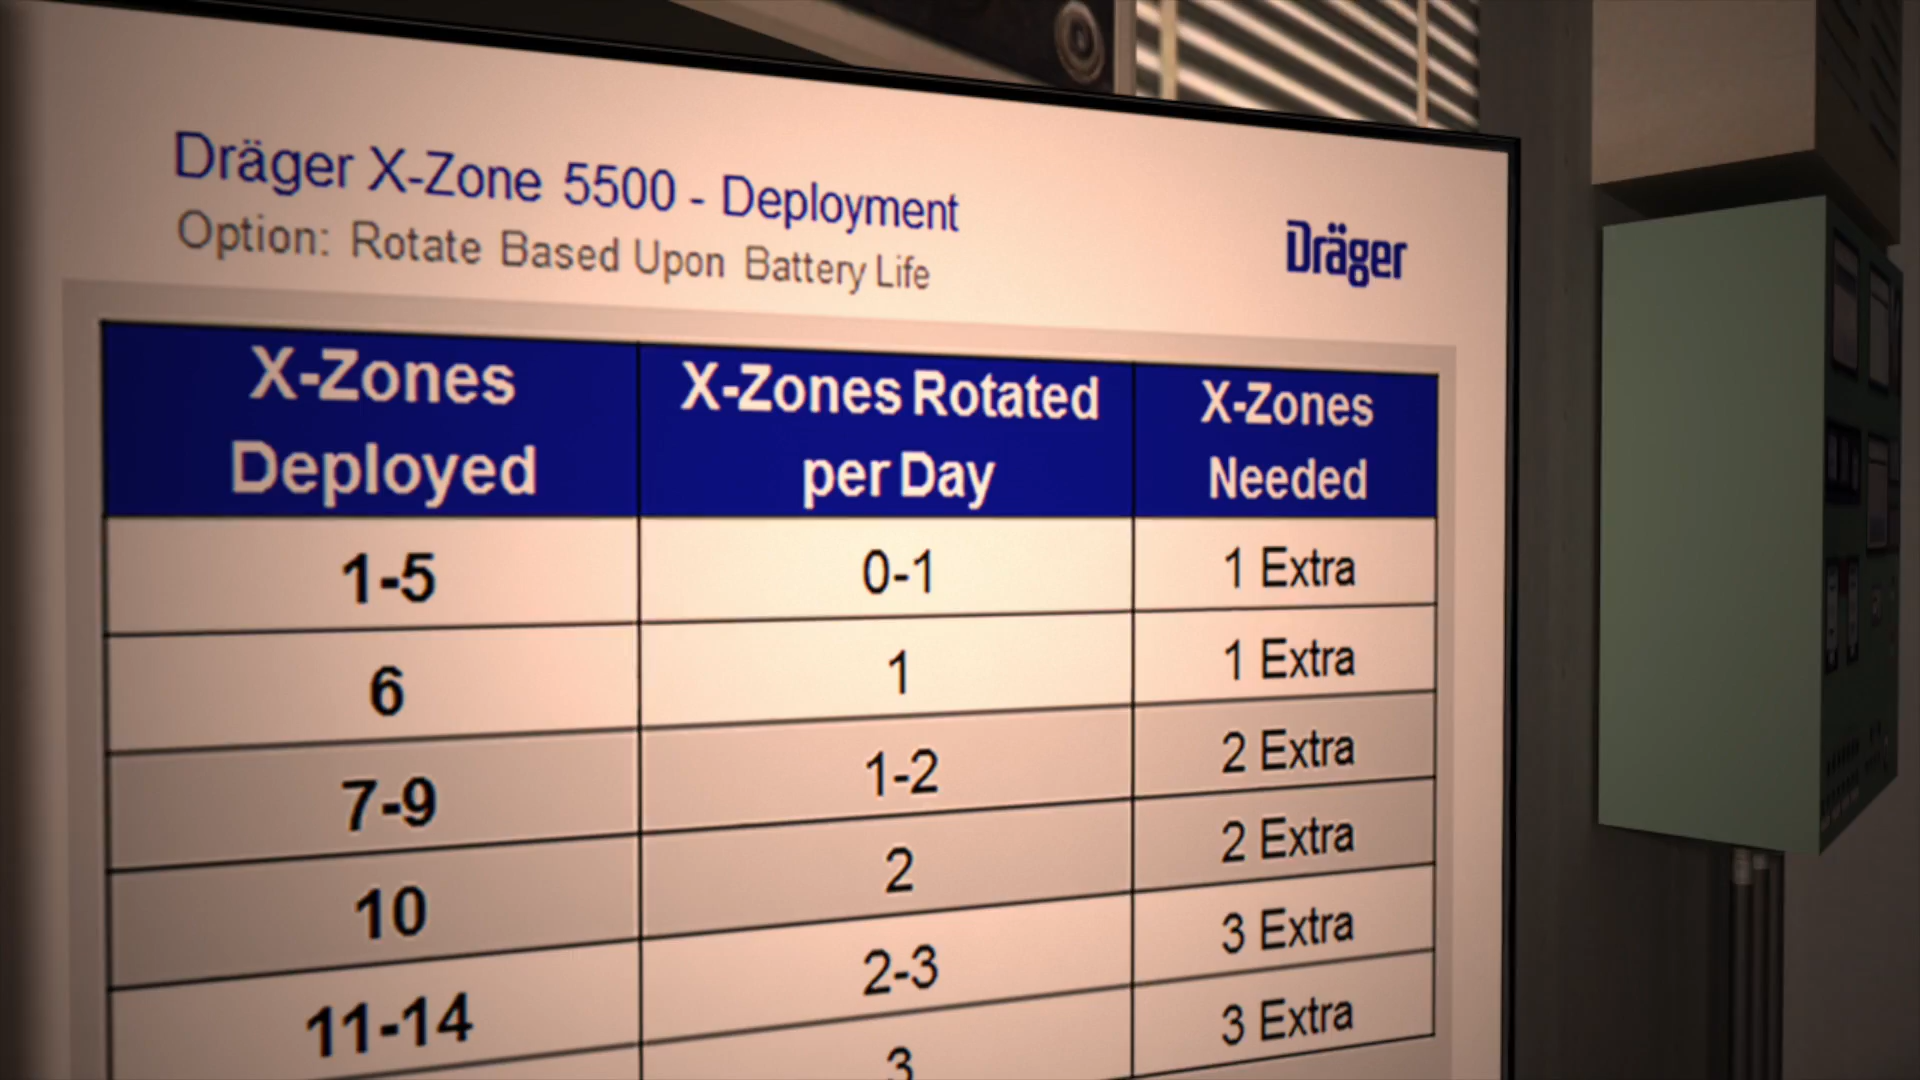 Dräger X-Zone 5500 - Deployment
Option: Rotate Based Upon Battery Life
Dräger
X-Zones Deployed	X-Zones Rotated per Day	X-Zones Needed
1-5	0-1	1 Extra
6	1	1 Extra
7-9	1-2	2 Extra
10	2	2 Extra
11-14	2-3	3 Extra
3	3 Extra